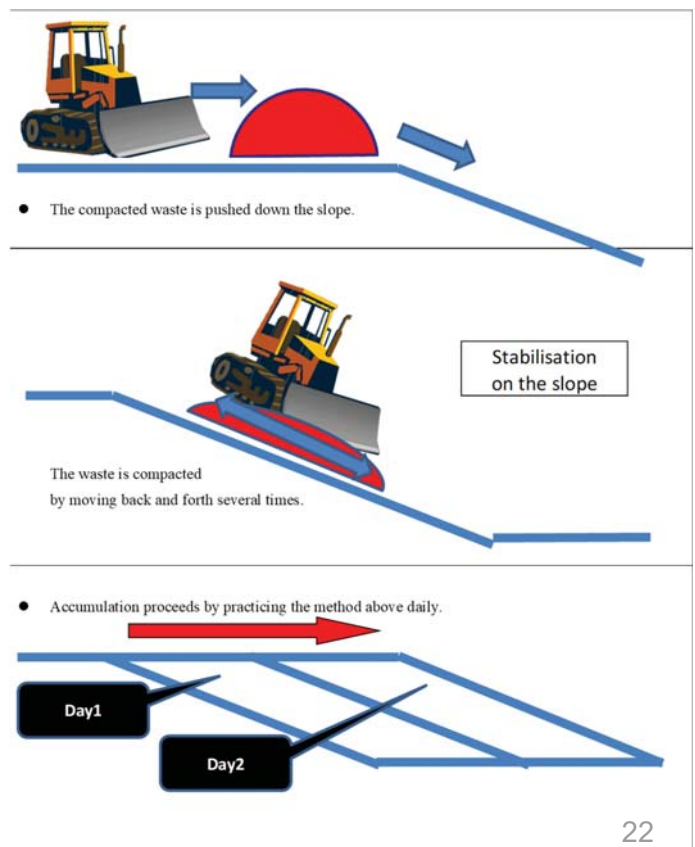 ● The compacted waste is pushed down the slope.
Stabilisation
on the slope
The waste is compacted
by moving back and forth several times.
● Accumulation proceeds by practicing the method above daily.
Day1
Day2
22